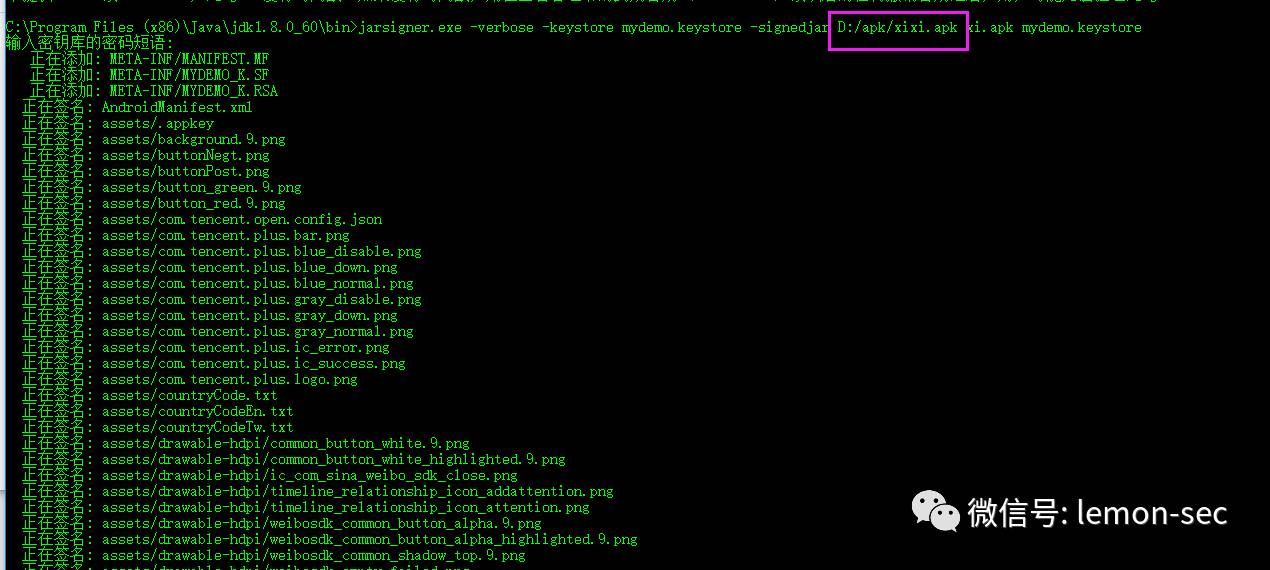 C:\Program Files (x86)\Java\jdk1.8.0_60\bin>jarsigner.exe -verbose -keystore mydemo.keystore -signedjar D:/apk/xixi.apk xi.apk mydemo.keystore
输入密钥库的密码短语:
正在添加: META-INF/MANIFEST.MF
正在添加: META-INF/MYDEMO_K.SF
正在添加: META-INF/MYDEMO_K.RSA
正在签名: AndroidManifest.xml
正在签名: assets/.appkey
正在签名: assets/background.9.png
正在签名: assets/buttonNegt.png
正在签名: assets/buttonPost.png
正在签名: assets/button_green.9.png
正在签名: assets/button_red.9.png
正在签名: assets/com.tencent.open.config.json
正在签名: assets/com.tencent.plus.bar.png
正在签名: assets/com.tencent.plus.blue_disable.png
正在签名: assets/com.tencent.plus.blue_down.png
正在签名: assets/com.tencent.plus.blue_normal.png
正在签名: assets/com.tencent.plus.gray_disable.png
正在签名: assets/com.tencent.plus.gray_down.png
正在签名: assets/com.tencent.plus.gray_normal.png
正在签名: assets/com.tencent.plus.ic_error.png
正在签名: assets/com.tencent.plus.ic_success.png
正在签名: assets/com.tencent.plus.logo.png
正在签名: assets/countryCode.txt
正在签名: assets/countryCodeEn.txt
正在签名: assets/countryCodeTw.txt
正在签名: assets/drawable-hdpi/common_button_white.9.png
正在签名: assets/drawable-hdpi/common_button_white_highlighted.9.png
正在签名: assets/drawable-hdpi/ic_com_sina_weibo_sdk_close.png
正在签名: assets/drawable-hdpi/timeline_relationship_icon_addattention.png
正在签名: assets/drawable-hdpi/timeline_relationship_icon_attention.png
正在签名: assets/drawable-hdpi/weibosdk_common_button_alpha.9.png
正在签名: assets/drawable-hdpi/weibosdk_common_button_alpha_highlighted.9.png
正在签名: assets/drawable-hdpi/weibosdk_common_shadow_top.9.png
微信号: lemon-sec